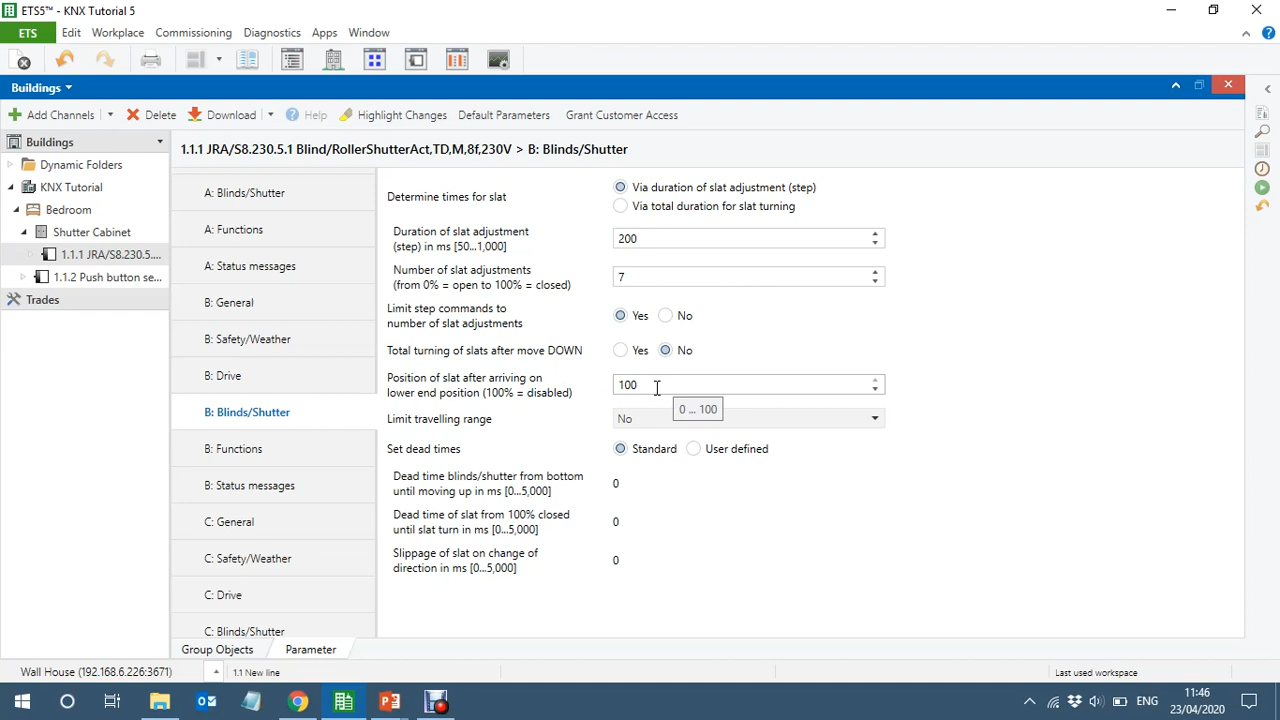 ETS5™ - KNX Tutorial 5
ETS Edit Workplace Commissioning Diagnostics Apps Window
Buildings
Add Channels Delete Download Help Highlight Changes Default Parameters Grant Customer Access
Buildings
Dynamic Folders
KNX Tutorial
Bedroom
Shutter Cabinet
1.1.1 JRA/S8.230.5....
1.1.2 Push button se...
Trades
1.1.1 JRA/S8.230.5.1 Blind/RollerShutterAct,TD,M,8f,230V > B: Blinds/Shutter
A: Blinds/Shutter
A: Functions
A: Status messages
B: General
B: Safety/Weather
B: Drive
B: Blinds/Shutter
B: Functions
B: Status messages
C: General
C: Safety/Weather
C: Drive
C: Blinds/Shutter
Determine times for slat
Via duration of slat adjustment (step)
Via total duration for slat turning
Duration of slat adjustment
(step) in ms [50...1,000]
200
Number of slat adjustments
(from 0% = open to 100% = closed)
7
Limit step commands to
number of slat adjustments
Yes No
Total turning of slats after move DOWN
Yes No
Position of slat after arriving on
lower end position (100% = disabled)
100
0 ... 100
Limit travelling range
No
Set dead times
Standard User defined
Dead time blinds/shutter from bottom
until moving up in ms [0...5,000]
0
Dead time of slat from 100% closed
until slat turn in ms [0...5,000]
0
Slippage of slat on change of
direction in ms [0...5,000]
0
Group Objects Parameter
Wall House (192.168.6.226:3671) 1.1 New line Last used workspace
ENG
11:46
23/04/2020